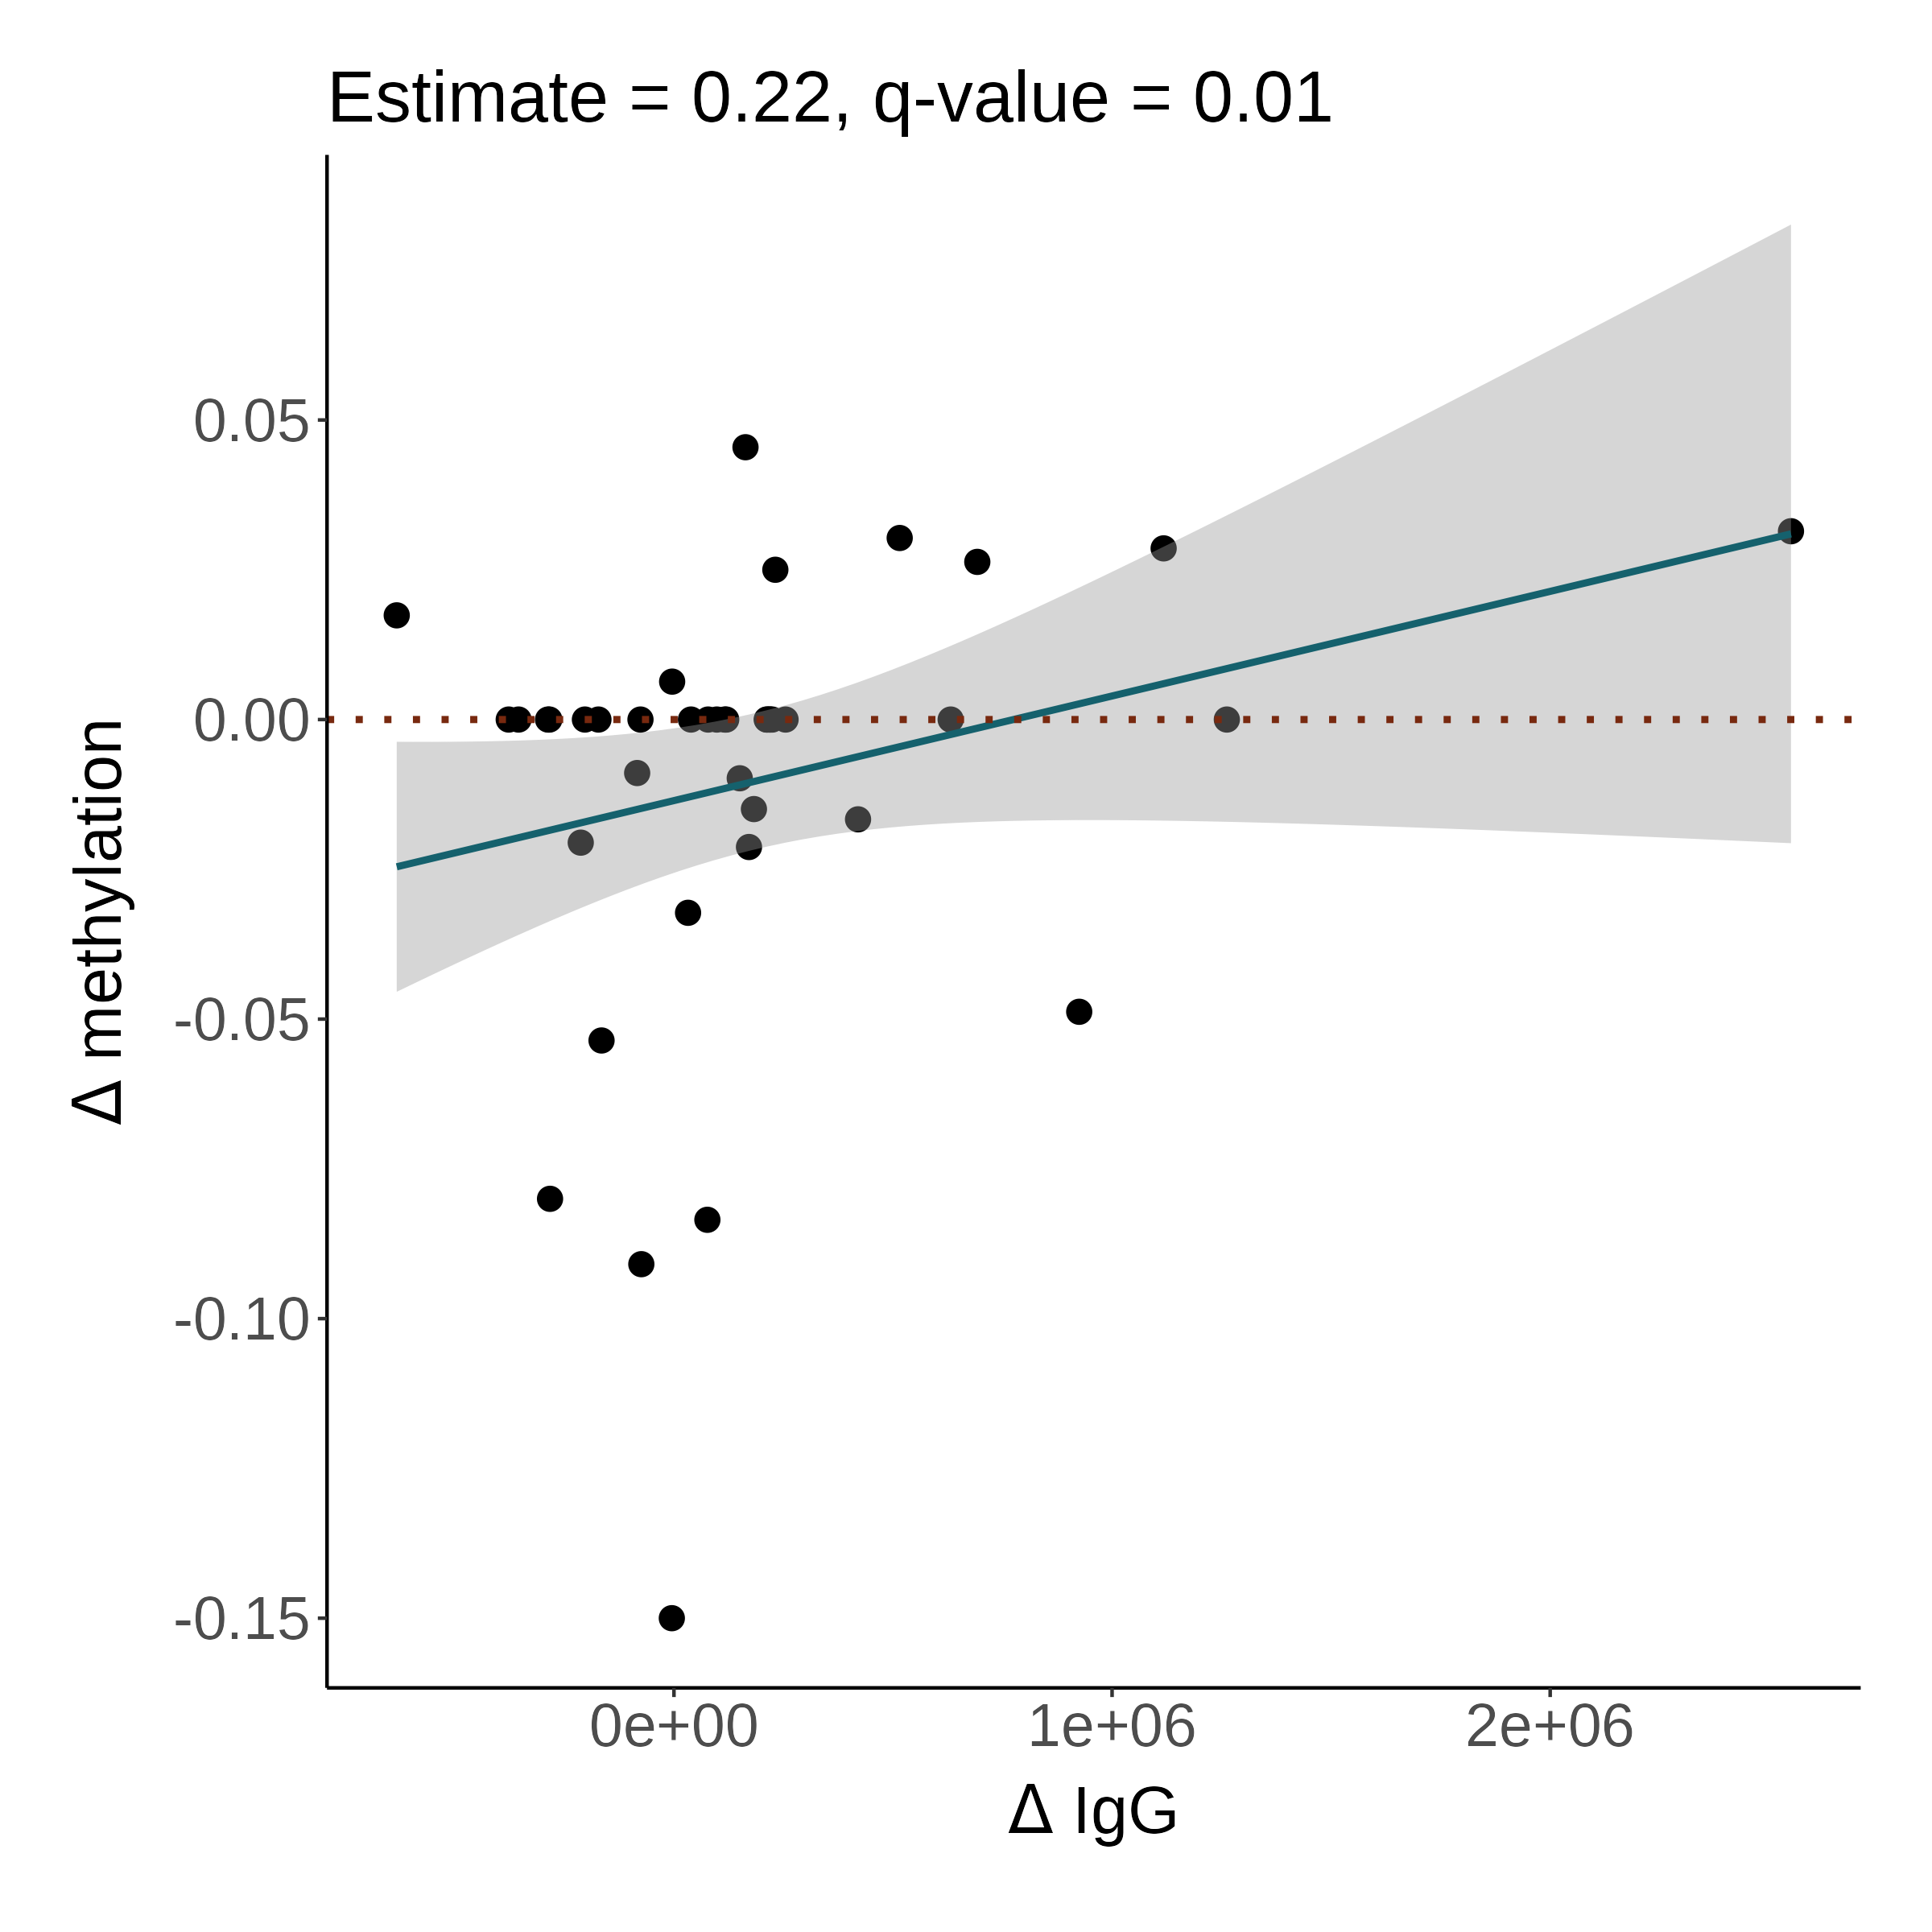 Estimate = 0.22, q-value = 0.01
0.05
0.00
-0.05
-0.10
-0.15
Δ methylation
0e+00 1e+06 2e+06
Δ IgG